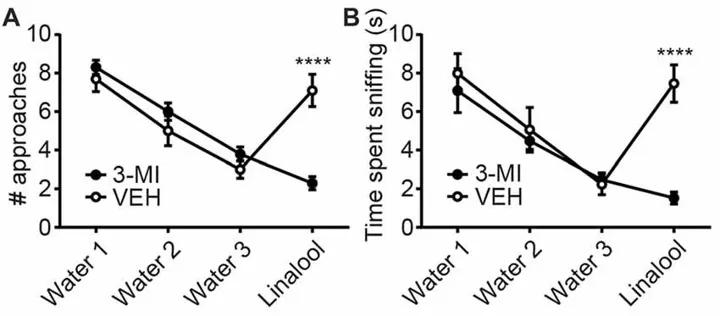 A
# approaches
10
8
6
4
2
0
****
3-MI
VEH
Water 1
Water 2
Water 3
Linalool
B
Time spent sniffing (s)
10
8
6
4
2
0
****
3-MI
VEH
Water 1
Water 2
Water 3
Linalool